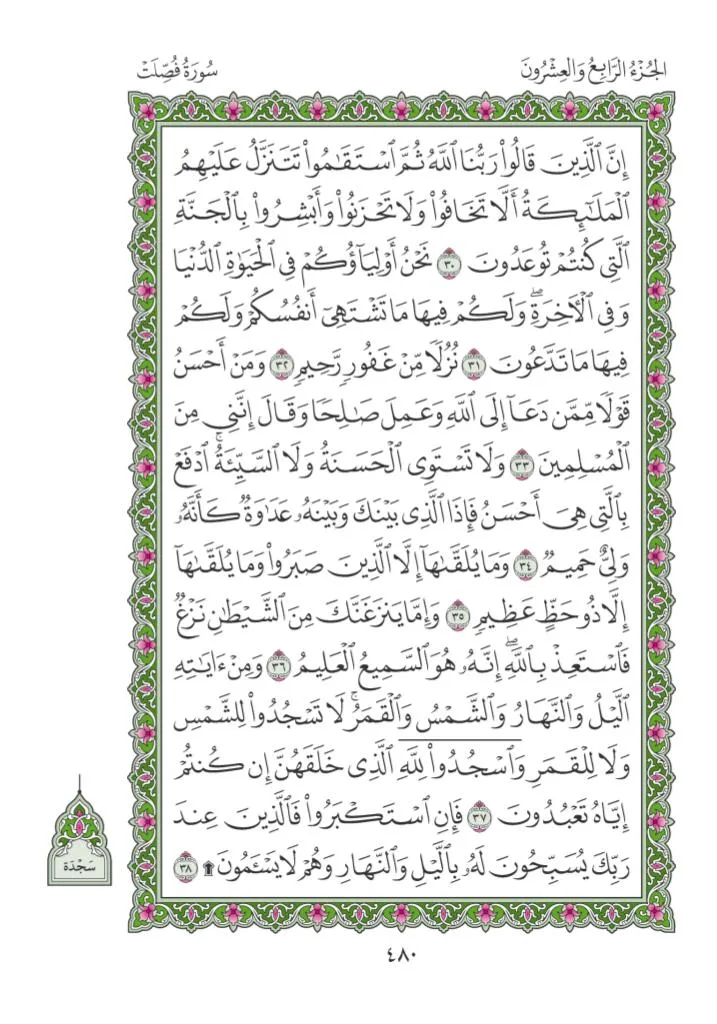 الجُزْءُ الرَّابِعُ وَالعِشْرُونَ
سُورَةُ فُصِّلَتْ
إِنَّ ٱلَّذِينَ قَالُوا۟ رَبُّنَا ٱللَّهُ ثُمَّ ٱسْتَقَٰمُوا۟ تَتَنَزَّلُ عَلَيْهِمُ
ٱلْمَلَٰٓئِكَةُ أَلَّا تَخَافُوا۟ وَلَا تَحْزَنُوا۟ وَأَبْشِرُوا۟ بِٱلْجَنَّةِ
ٱلَّتِى كُنتُمْ تُوعَدُونَ ٣٠ نَحْنُ أَوْلِيَآؤُكُمْ فِى ٱلْحَيَوٰةِ ٱلدُّنْيَا
وَفِى ٱلْءَاخِرَةِۖ وَلَكُمْ فِيهَا مَا تَشْتَهِىٓ أَنفُسُكُمْ وَلَكُمْ
فِيهَا مَا تَدَّعُونَ ٣١ نُزُلًا مِّنْ غَفُورٍ رَّحِيمٍ ٣٢ وَمَنْ أَحْسَنُ
قَوْلًا مِّمَّن دَعَآ إِلَى ٱللَّهِ وَعَمِلَ صَٰلِحًا وَقَالَ إِنَّنِى مِنَ
ٱلْمُسْلِمِينَ ٣٣ وَلَا تَسْتَوِى ٱلْحَسَنَةُ وَلَا ٱلسَّيِّئَةُۚ ٱدْفَعْ
بِٱلَّتِى هِىَ أَحْسَنُ فَإِذَا ٱلَّذِى بَيْنَكَ وَبَيْنَهُۥ عَدَٰوَةٌ كَأَنَّهُۥ
وَلِىٌّ حَمِيمٌ ٣٤ وَمَا يُلَقَّىٰهَآ إِلَّا ٱلَّذِينَ صَبَرُوا۟ وَمَا يُلَقَّىٰهَآ
إِلَّا ذُو حَظٍّ عَظِيمٍ ٣٥ وَإِمَّا يَنزَغَنَّكَ مِنَ ٱلشَّيْطَٰنِ نَزْغٌ
فَٱسْتَعِذْ بِٱللَّهِۖ إِنَّهُۥ هُوَ ٱلسَّمِيعُ ٱلْعَلِيمُ ٣٦ وَمِنْ ءَايَٰتِهِ
ٱلَّيْلُ وَٱلنَّهَارُ وَٱلشَّمْسُ وَٱلْقَمَرُۚ لَا تَسْجُدُوا۟ لِلشَّمْسِ
وَلَا لِلْقَمَرِ وَٱسْجُدُوا۟ لِلَّهِ ٱلَّذِى خَلَقَهُنَّ إِن كُنتُمْ
إِيَّاهُ تَعْبُدُونَ ٣٧ فَإِنِ ٱسْتَكْبَرُوا۟ فَٱلَّذِينَ عِندَ
رَبِّكَ يُسَبِّحُونَ لَهُۥ بِٱلَّيْلِ وَٱلنَّهَارِ وَهُمْ لَا يَسْـَٔمُونَ ۩ ٣٨
سَجْدَة
٤٨٠